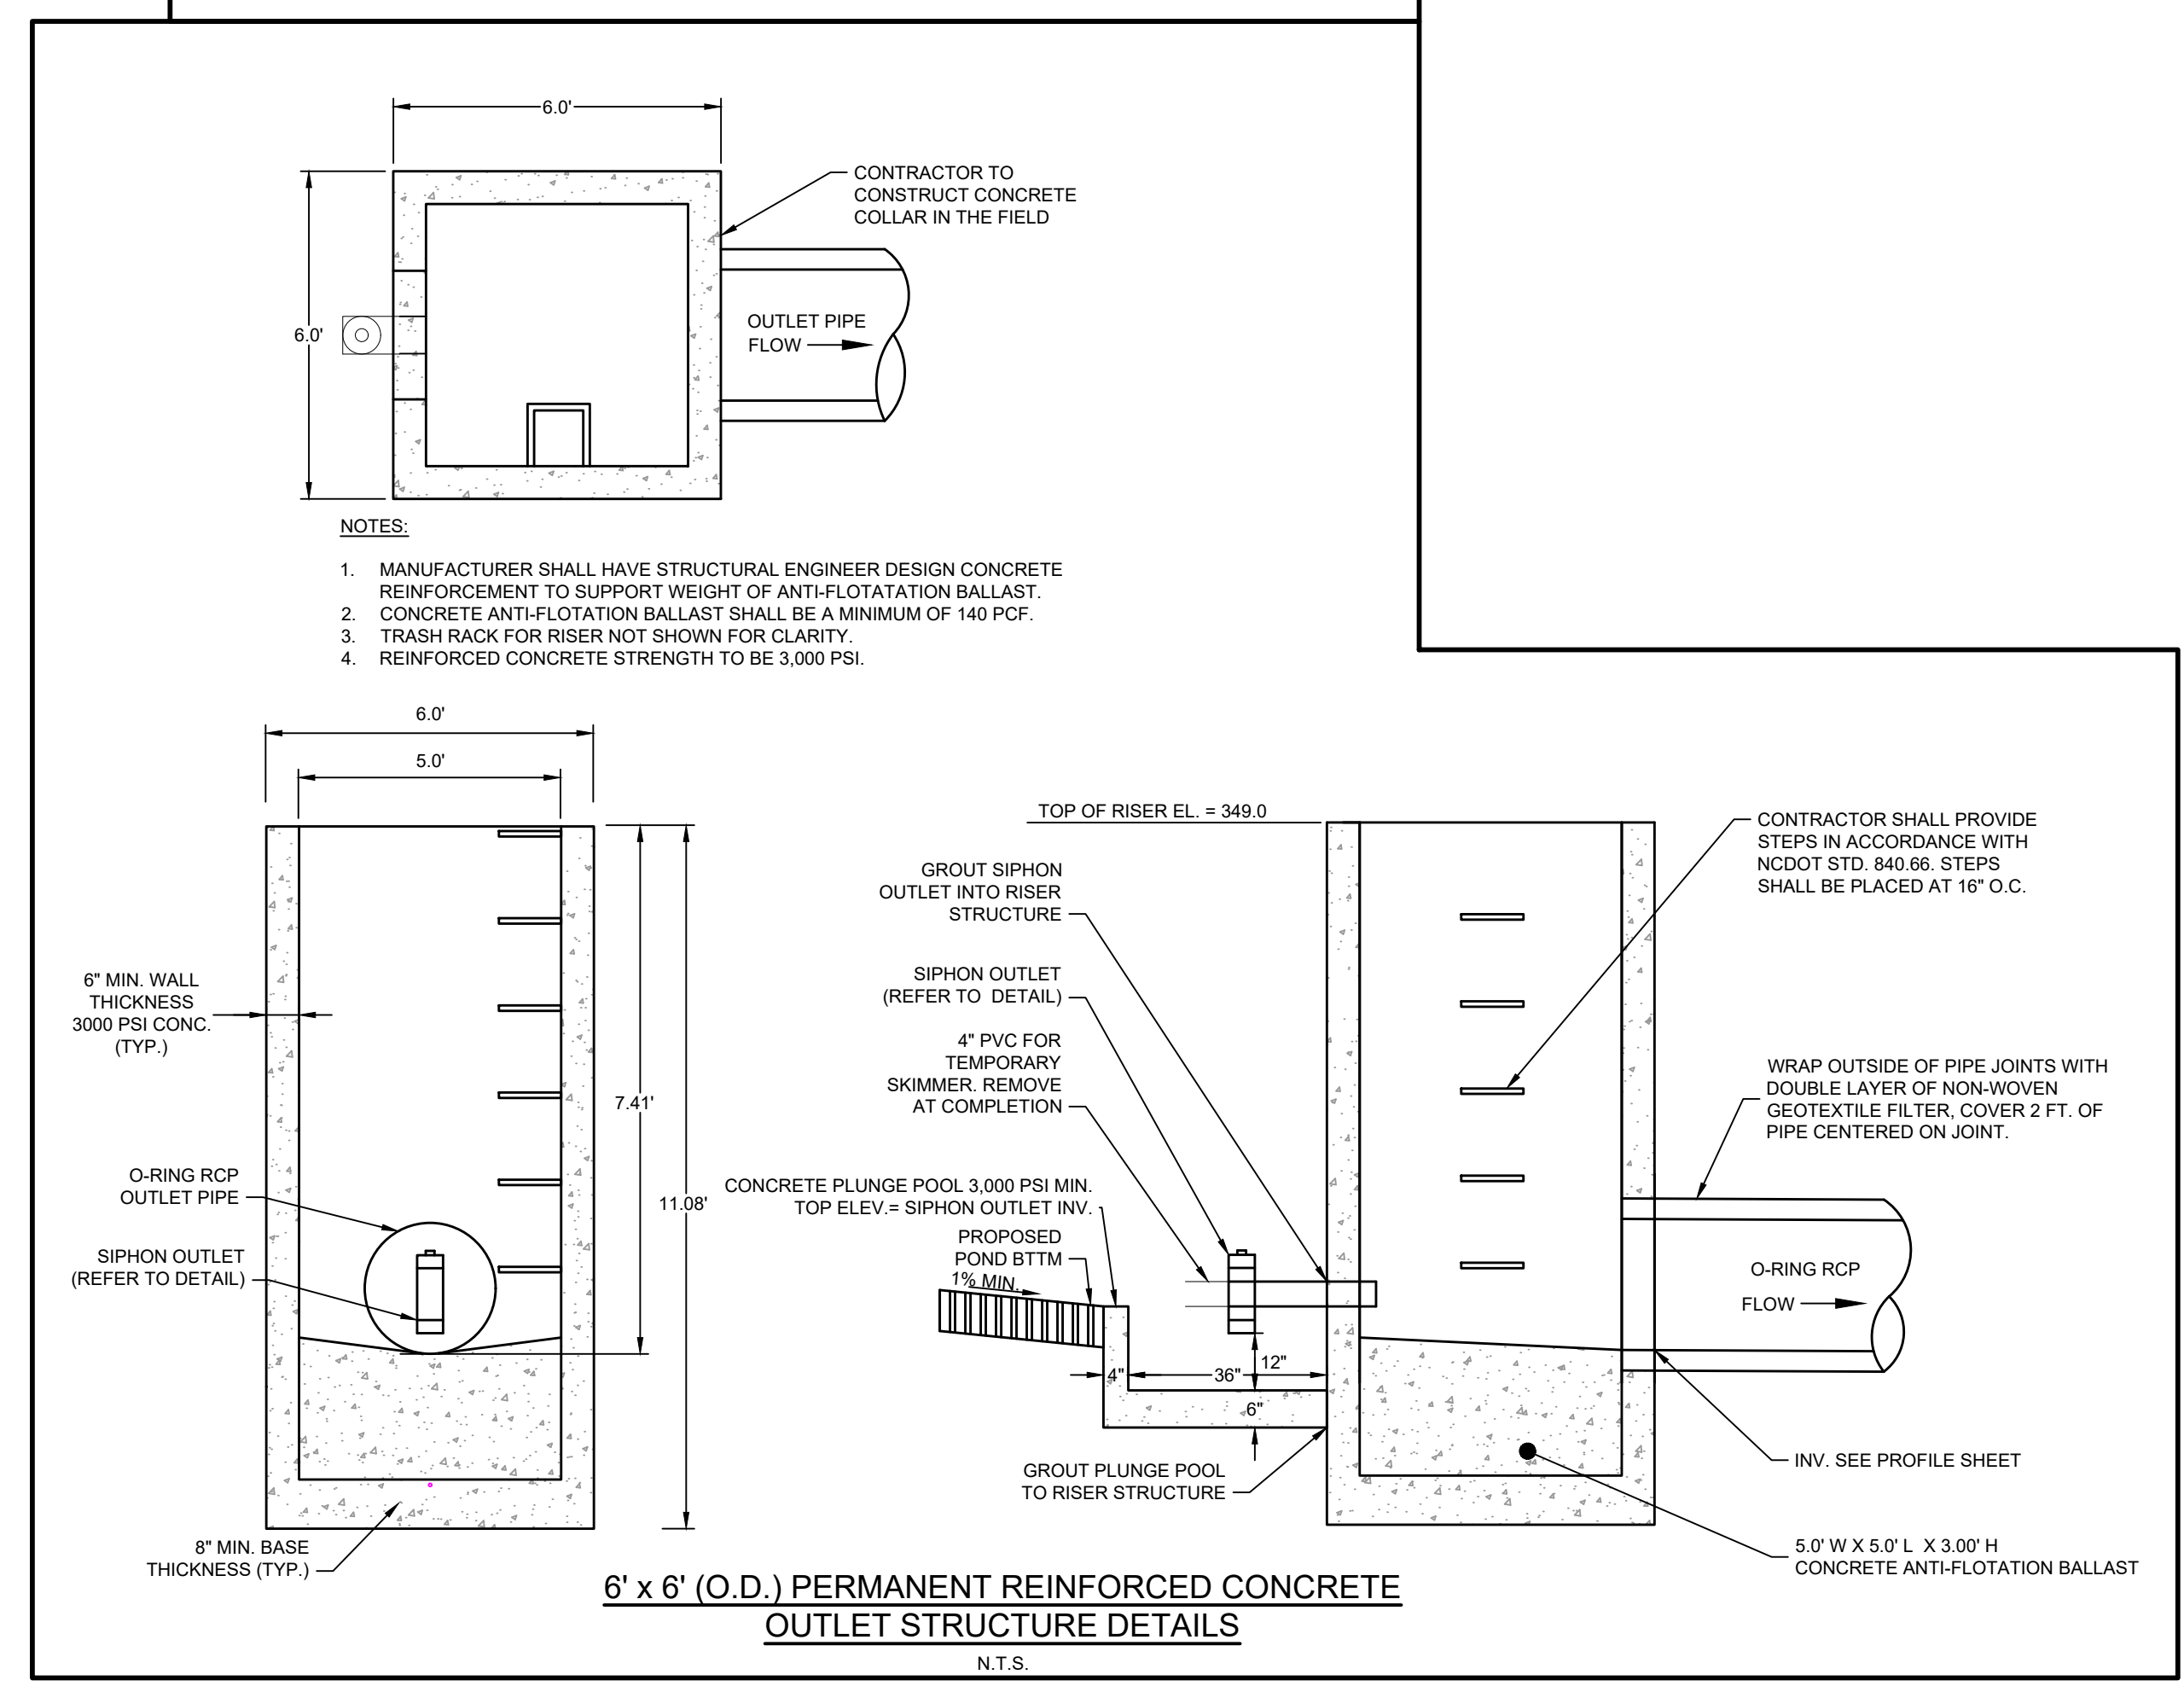 6.0'
CONTRACTOR TO
CONSTRUCT CONCRETE
COLLAR IN THE FIELD
6.0'
OUTLET PIPE
FLOW
NOTES:
1. MANUFACTURER SHALL HAVE STRUCTURAL ENGINEER DESIGN CONCRETE
REINFORCEMENT TO SUPPORT WEIGHT OF ANTI-FLOTATATION BALLAST.
2. CONCRETE ANTI-FLOTATION BALLAST SHALL BE A MINIMUM OF 140 PCF.
3. TRASH RACK FOR RISER NOT SHOWN FOR CLARITY.
4. REINFORCED CONCRETE STRENGTH TO BE 3,000 PSI.
6.0'
5.0'
6" MIN. WALL
THICKNESS
3000 PSI CONC.
(TYP.)
7.41'
11.08'
O-RING RCP
OUTLET PIPE
SIPHON OUTLET
(REFER TO DETAIL)
8" MIN. BASE
THICKNESS (TYP.)
TOP OF RISER EL. = 349.0
GROUT SIPHON
OUTLET INTO RISER
STRUCTURE
SIPHON OUTLET
(REFER TO DETAIL)
4" PVC FOR
TEMPORARY
SKIMMER. REMOVE
AT COMPLETION
CONCRETE PLUNGE POOL 3,000 PSI MIN.
TOP ELEV.= SIPHON OUTLET INV.
PROPOSED
POND BTTM
1% MIN.
4"
36"
12"
6"
GROUT PLUNGE POOL
TO RISER STRUCTURE
CONTRACTOR SHALL PROVIDE
STEPS IN ACCORDANCE WITH
NCDOT STD. 840.66. STEPS
SHALL BE PLACED AT 16" O.C.
WRAP OUTSIDE OF PIPE JOINTS WITH
DOUBLE LAYER OF NON-WOVEN
GEOTEXTILE FILTER, COVER 2 FT. OF
PIPE CENTERED ON JOINT.
O-RING RCP
FLOW
INV. SEE PROFILE SHEET
5.0' W X 5.0' L X 3.00' H
CONCRETE ANTI-FLOTATION BALLAST
6' x 6' (O.D.) PERMANENT REINFORCED CONCRETE
OUTLET STRUCTURE DETAILS
N.T.S.